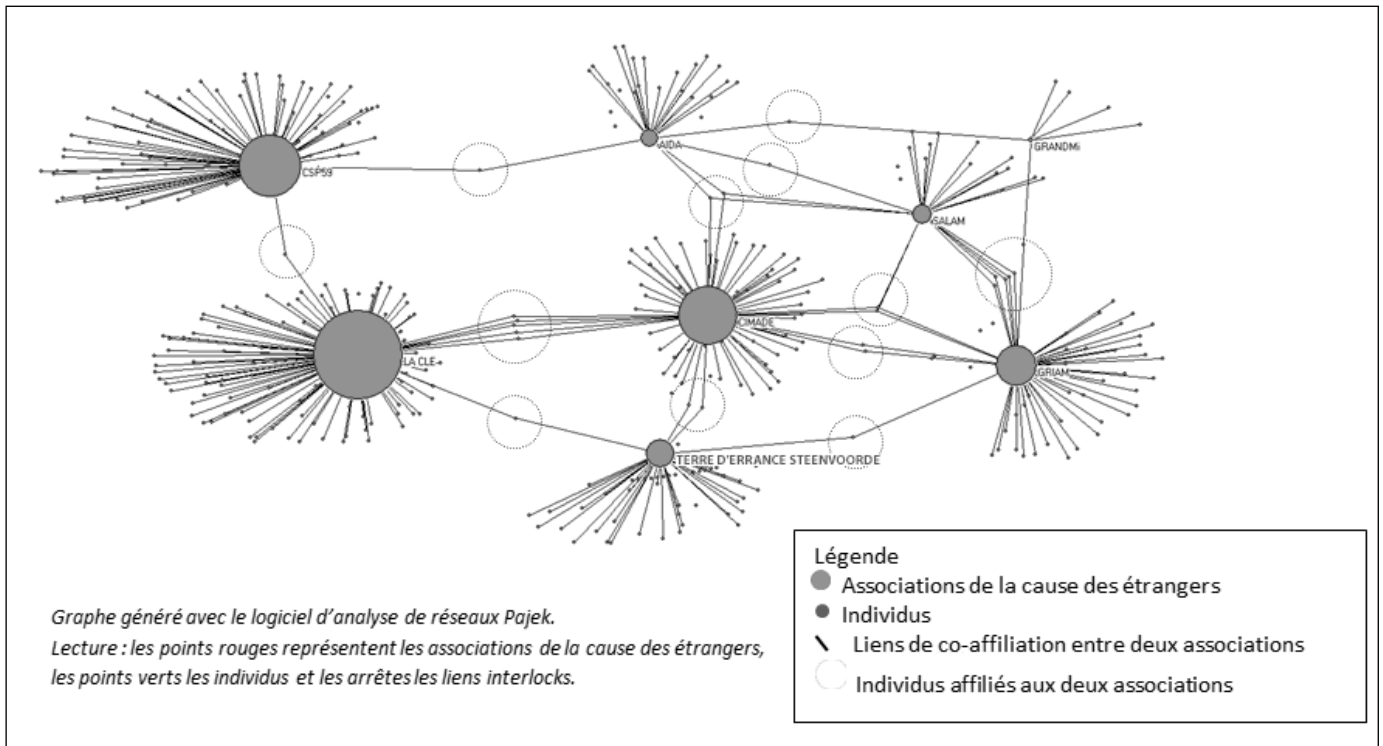 AIDA
GRANDMi
CSP59
SALAM
CIMADE
LA CLE
GRIAM
TERRE D'ERRANCE STEENVOORDE
Légende
Associations de la cause des étrangers
Individus
Liens de co-affiliation entre deux associations
Individus affiliés aux deux associations
Graphe généré avec le logiciel d’analyse de réseaux Pajek.
Lecture : les points rouges représentent les associations de la cause des étrangers,
les points verts les individus et les arrêtes les liens interlocks.